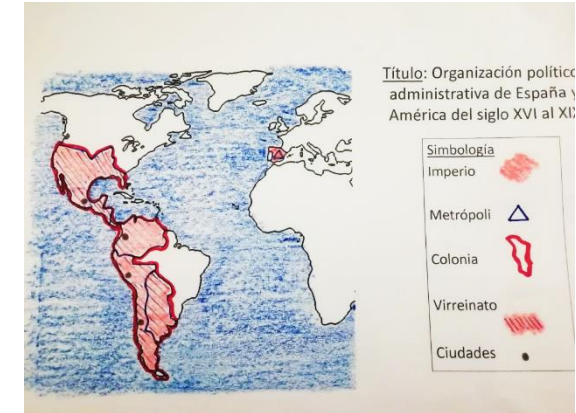 Título: Organización político
administrativa de España y
América del siglo XVI al XIX
Simbología
Imperio
Metrópoli
Colonia
Virreinato
Ciudades